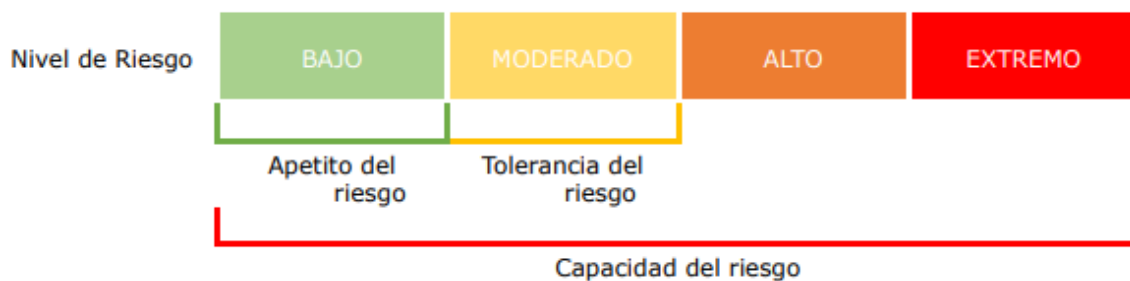 Nivel de Riesgo BAJO MODERADO ALTO EXTREMO
Apetito del
riesgo
Tolerancia del
riesgo
Capacidad del riesgo